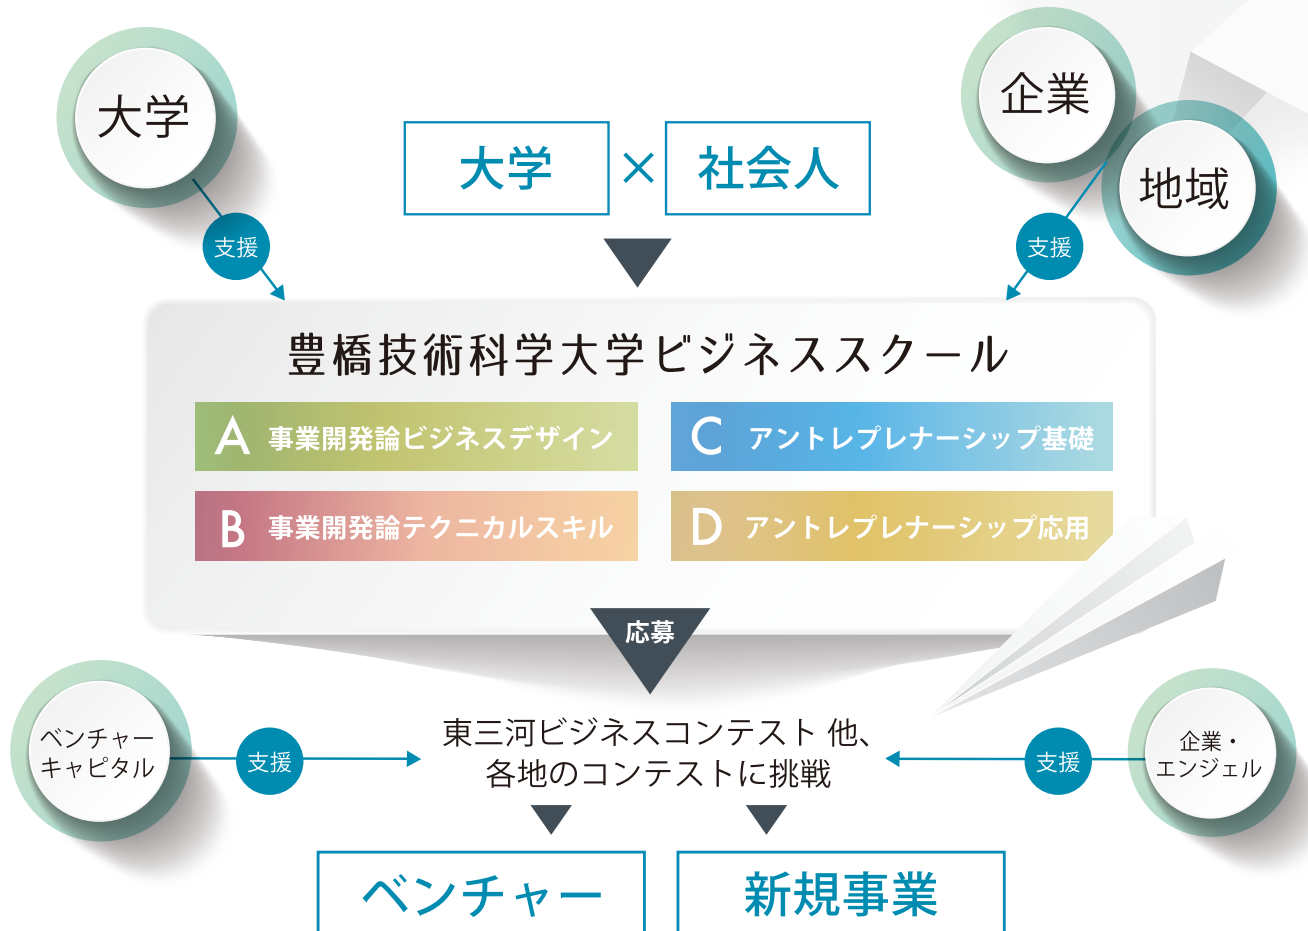 大学
企業
地域
大学 × 社会人
支援
支援
豊橋技術科学大学ビジネススクール
A 事業開発論ビジネスデザイン
C アントレプレナーシップ基礎
B 事業開発論テクニカルスキル
D アントレプレナーシップ応用
応募
ベンチャー
キャピタル
支援
東三河ビジネスコンテスト 他、
各地のコンテストに挑戦
支援
企業・
エンジェル
ベンチャー
新規事業